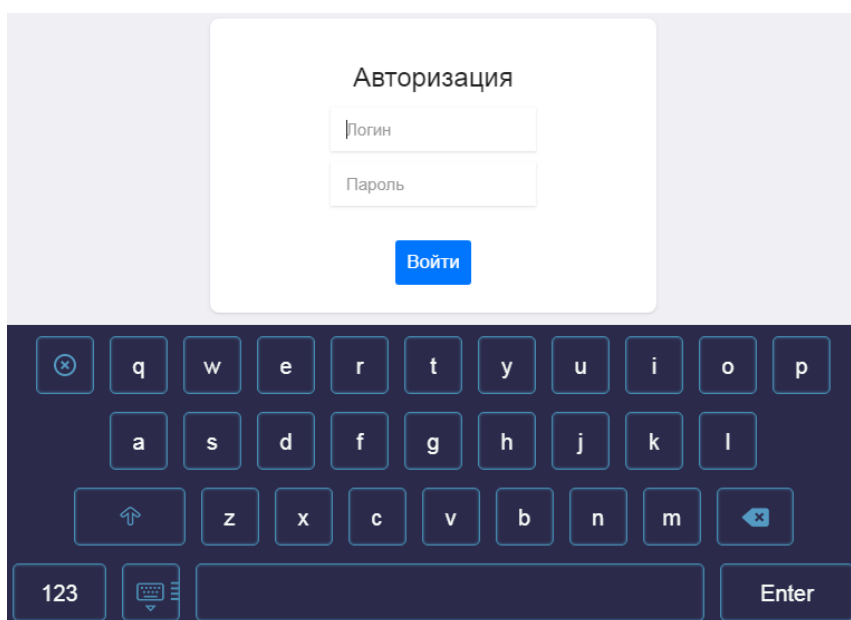 Авторизация
Логин
Пароль
Войти
q w e r t y u i o p
a s d f g h j k l
z x c v b n m
123 Enter